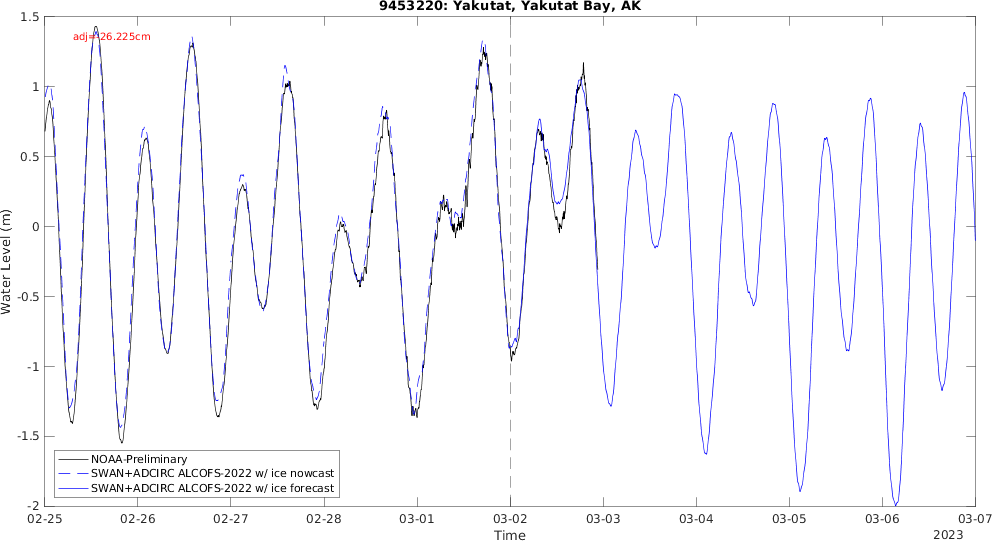 9453220: Yakutat, Yakutat Bay, AK
adj=-26.225cm
Water Level (m)
1.5
1
0.5
0
-0.5
-1
-1.5
-2
NOAA-Preliminary
SWAN+ADCIRC ALCOFS-2022 w/ ice nowcast
SWAN+ADCIRC ALCOFS-2022 w/ ice forecast
02-25 02-26 02-27 02-28 03-01 03-02 03-03 03-04 03-05 03-06 03-07
Time
2023